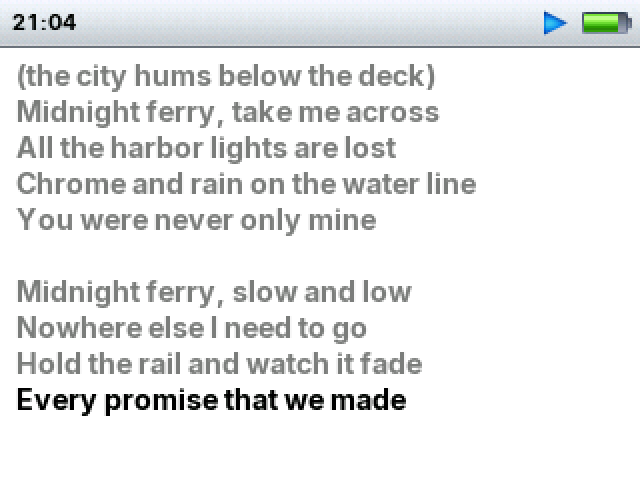 21:04
(the city hums below the deck)
Midnight ferry, take me across
All the harbor lights are lost
Chrome and rain on the water line
You were never only mine
Midnight ferry, slow and low
Nowhere else I need to go
Hold the rail and watch it fade
Every promise that we made